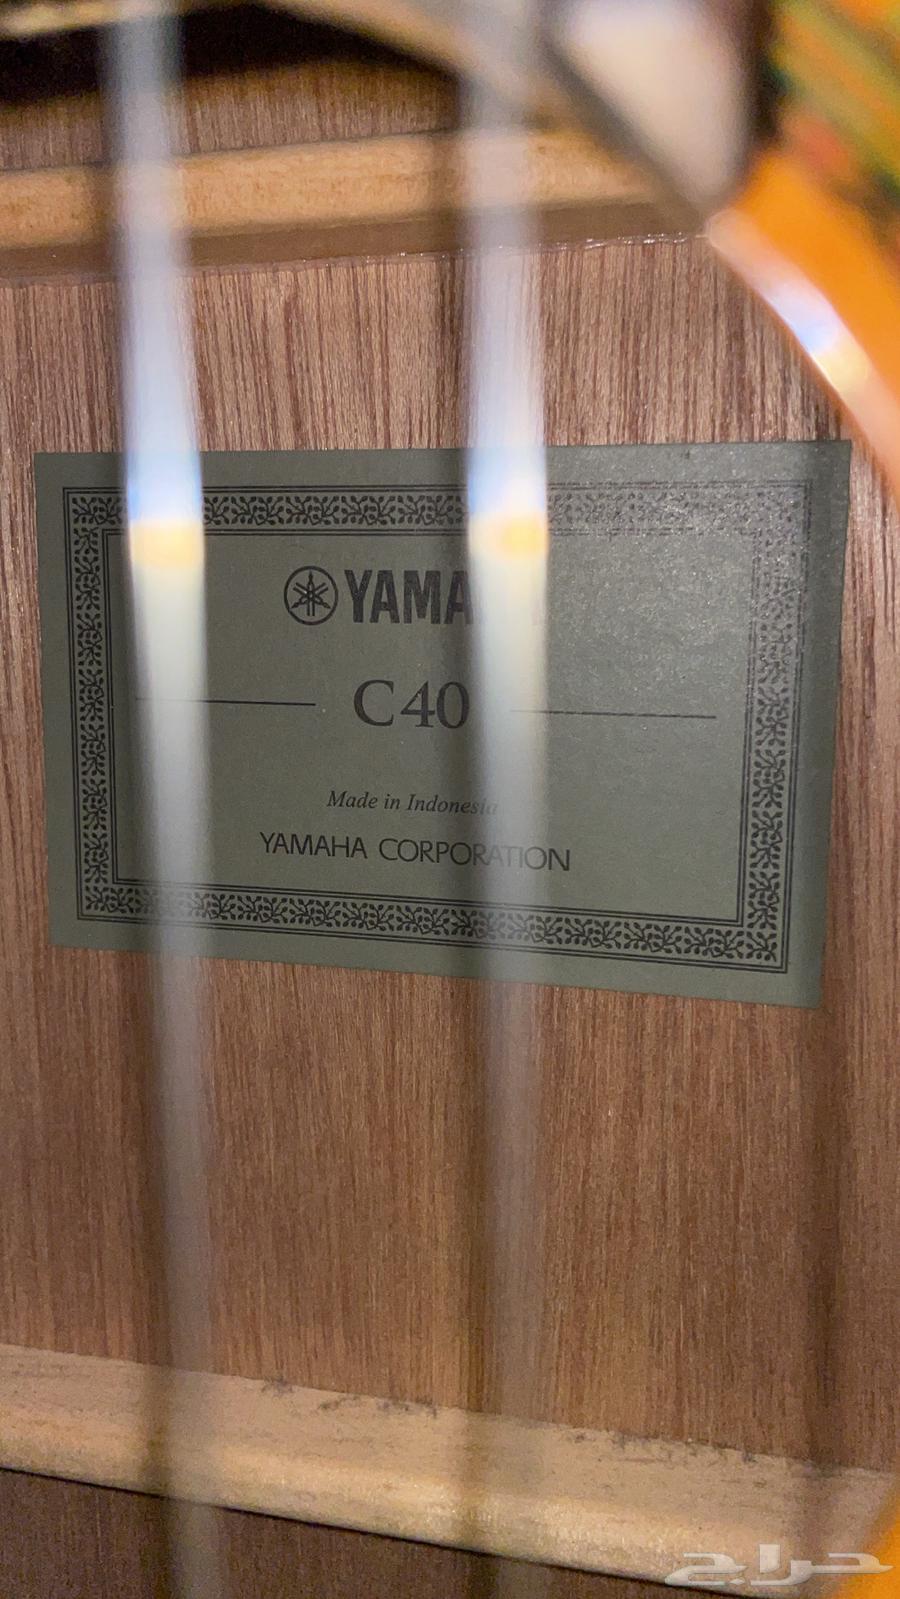 YAMA
C40
Made in Indonesia
YAMAHA CORPORATION
حراج